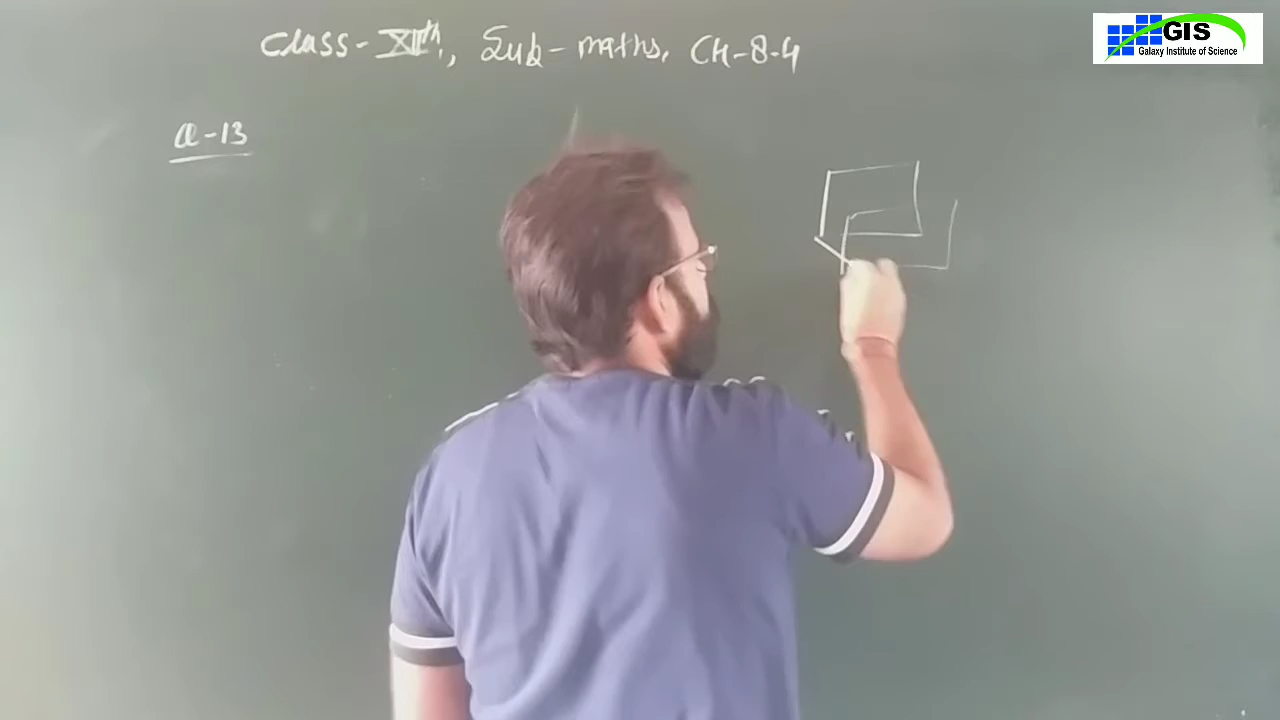 GIS
Galaxy Institute of Science
Class-XIIth, Sub-maths, CH-8.4
Q-13